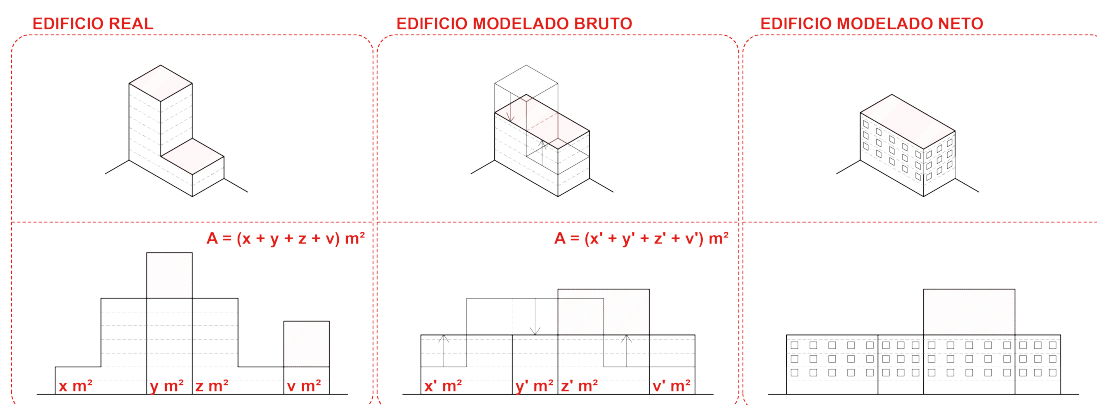 EDIFICIO REAL
EDIFICIO MODELADO BRUTO
EDIFICIO MODELADO NETO
A = (x + y + z + v) m²
A = (x' + y' + z' + v') m²
x m²
y m²
z m²
v m²
x' m²
y' m²
z' m²
v' m²